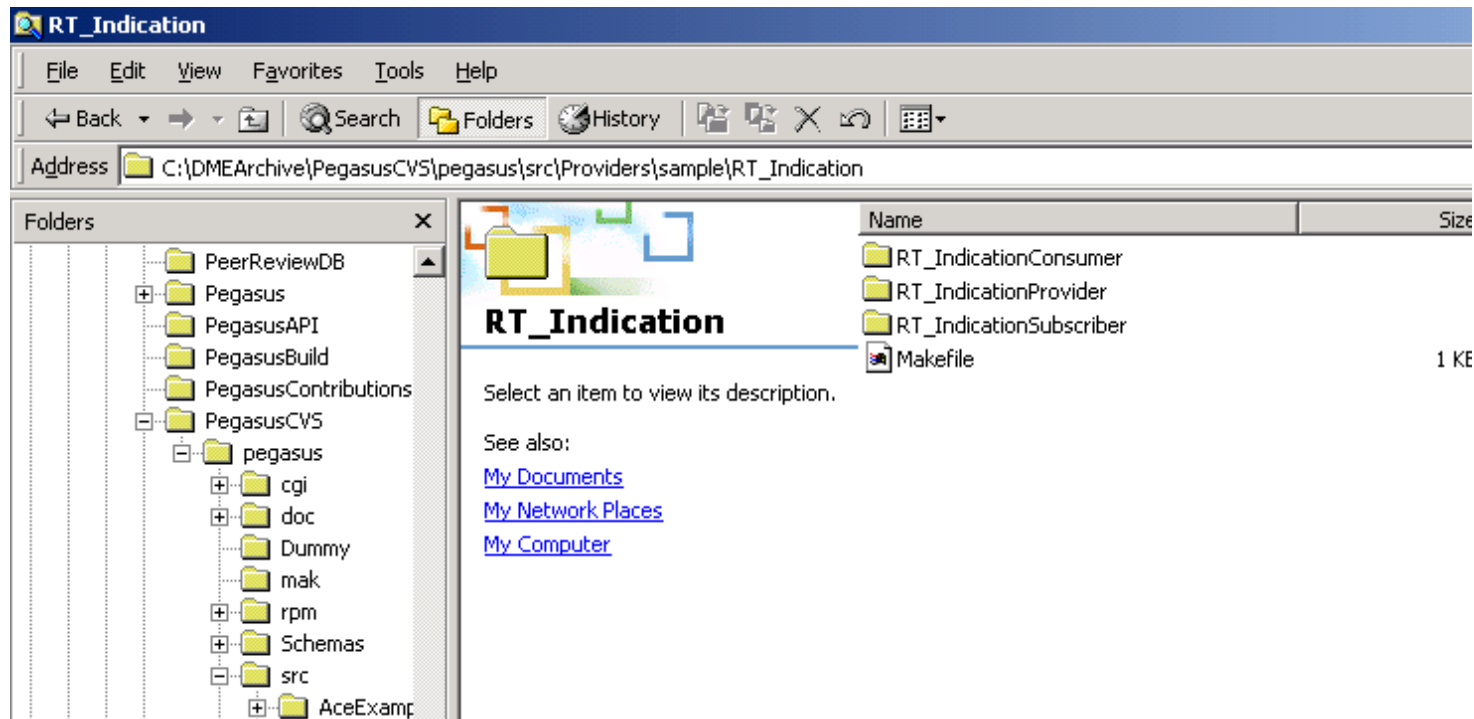 RT_Indication
File Edit View Favorites Tools Help
Back Search Folders History
Address C:\DMEArchive\PegasusCVS\pegasus\src\Providers\sample\RT_Indication
Folders
PeerReviewDB
Pegasus
PegasusAPI
PegasusBuild
PegasusContributions
PegasusCVS
pegasus
cgi
doc
Dummy
mak
rpm
Schemas
src
AceExamp
RT_Indication
Select an item to view its description.
See also:
My Documents
My Network Places
My Computer
Name Size
RT_IndicationConsumer
RT_IndicationProvider
RT_IndicationSubscriber
Makefile 1 KB